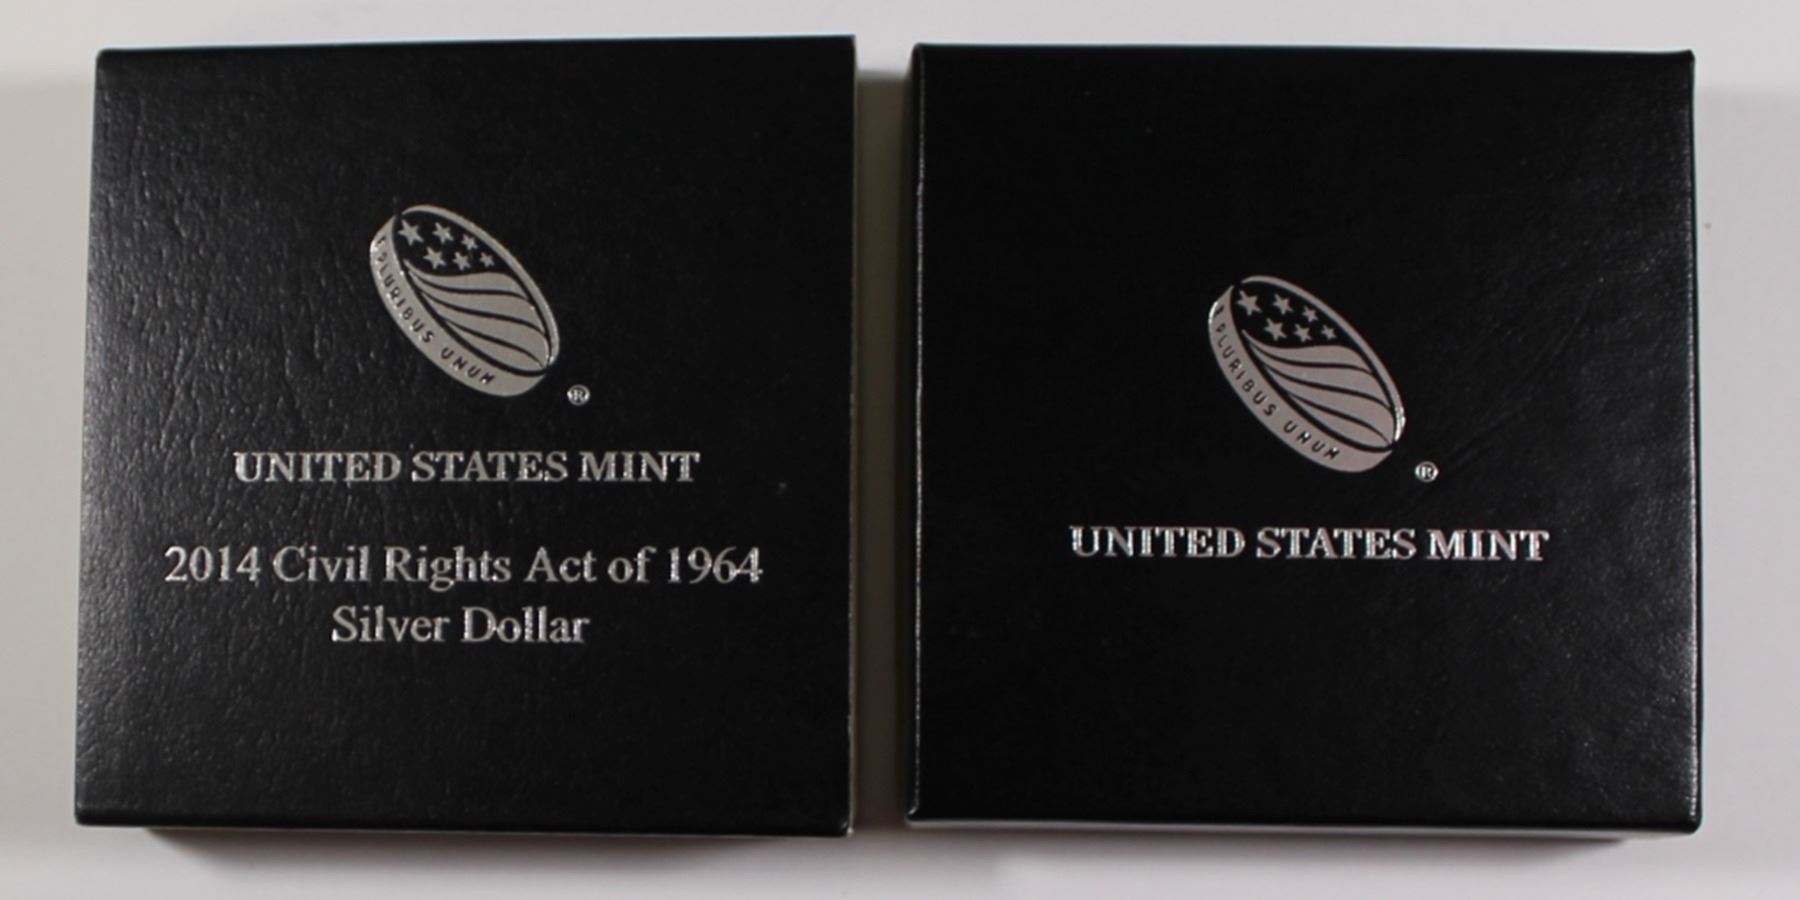 E PLURIBUS UNUM
®
UNITED STATES MINT
2014 Civil Rights Act of 1964
Silver Dollar
E PLURIBUS UNUM
®
UNITED STATES MINT